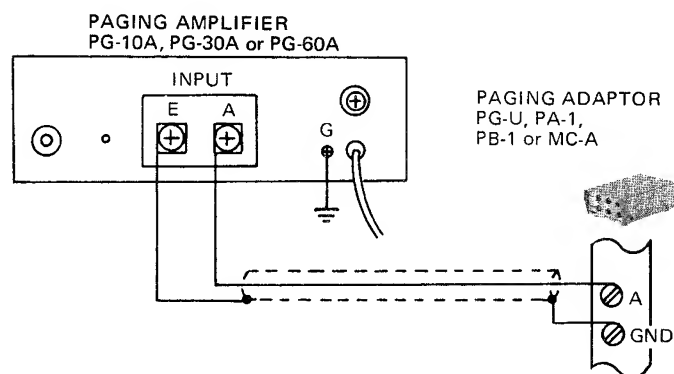 PAGING AMPLIFIER
PG-10A, PG-30A or PG-60A
INPUT
E A
G
PAGING ADAPTOR
PG-U, PA-1,
PB-1 or MC-A
A
GND